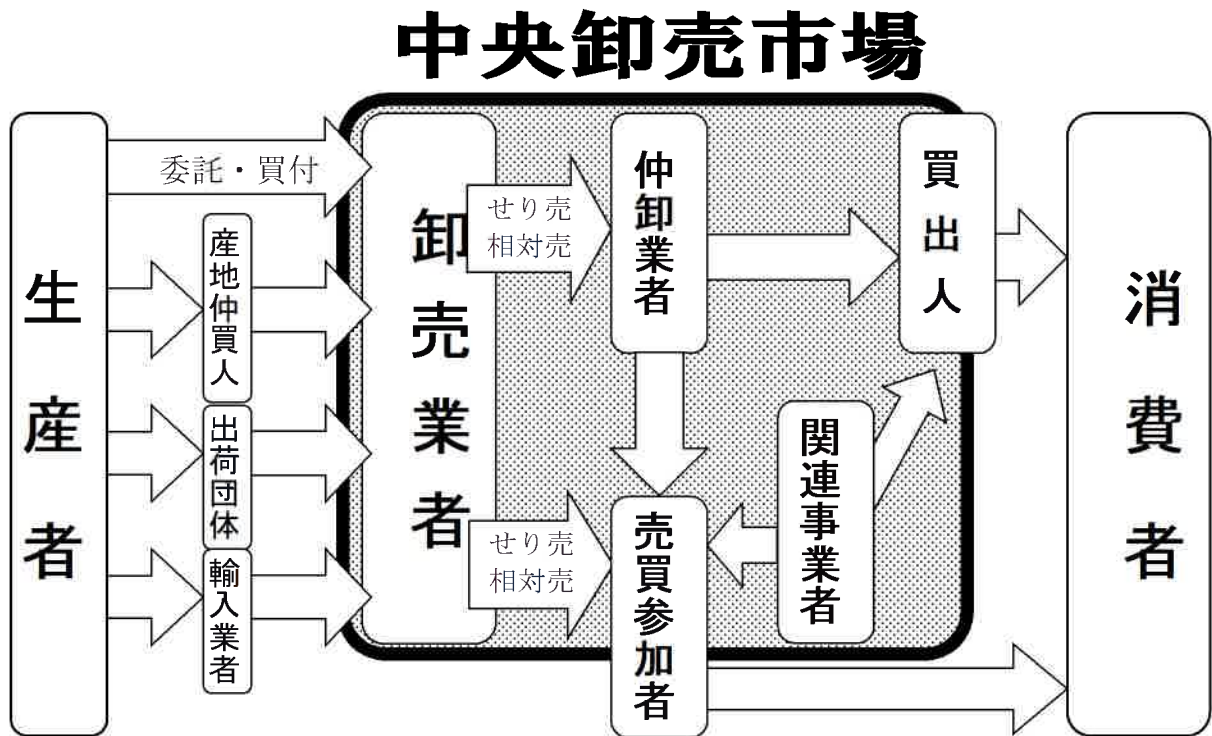 中央卸売市場
生産者
委託・買付
産地仲買人
出荷団体
輸入業者
卸売業者
せり売
相対売
せり売
相対売
仲卸業者
売買参加者
関連事業者
買出人
消費者